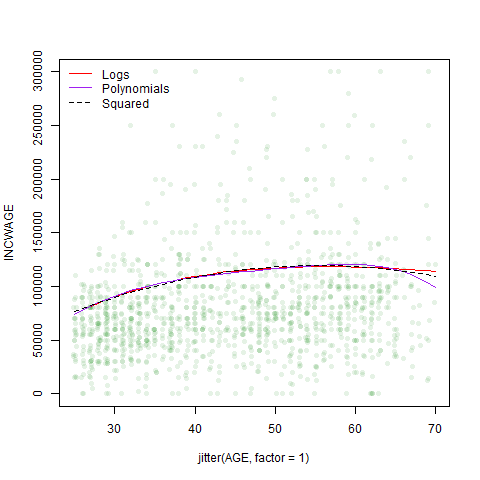 Logs
Polynomials
Squared
INCWAGE
300000
250000
200000
150000
100000
50000
0
30
40
50
60
70
jitter(AGE, factor = 1)